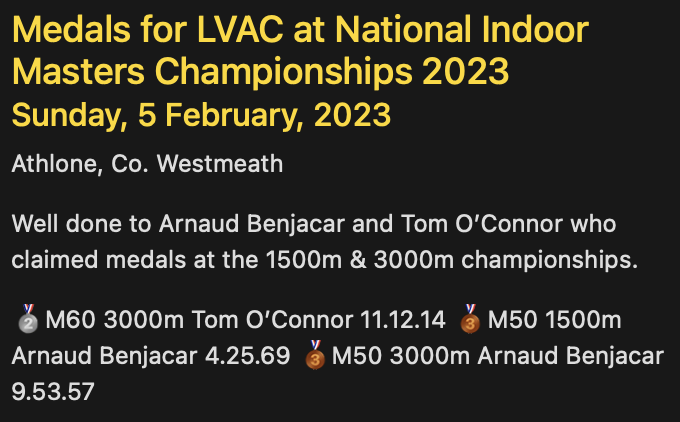 Medals for LVAC at National Indoor
Masters Championships 2023
Sunday, 5 February, 2023
Athlone, Co. Westmeath
Well done to Arnaud Benjacar and Tom O’Connor who
claimed medals at the 1500m & 3000m championships.
🥈 M60 3000m Tom O’Connor 11.12.14 🥉 M50 1500m
Arnaud Benjacar 4.25.69 🥉 M50 3000m Arnaud Benjacar
9.53.57